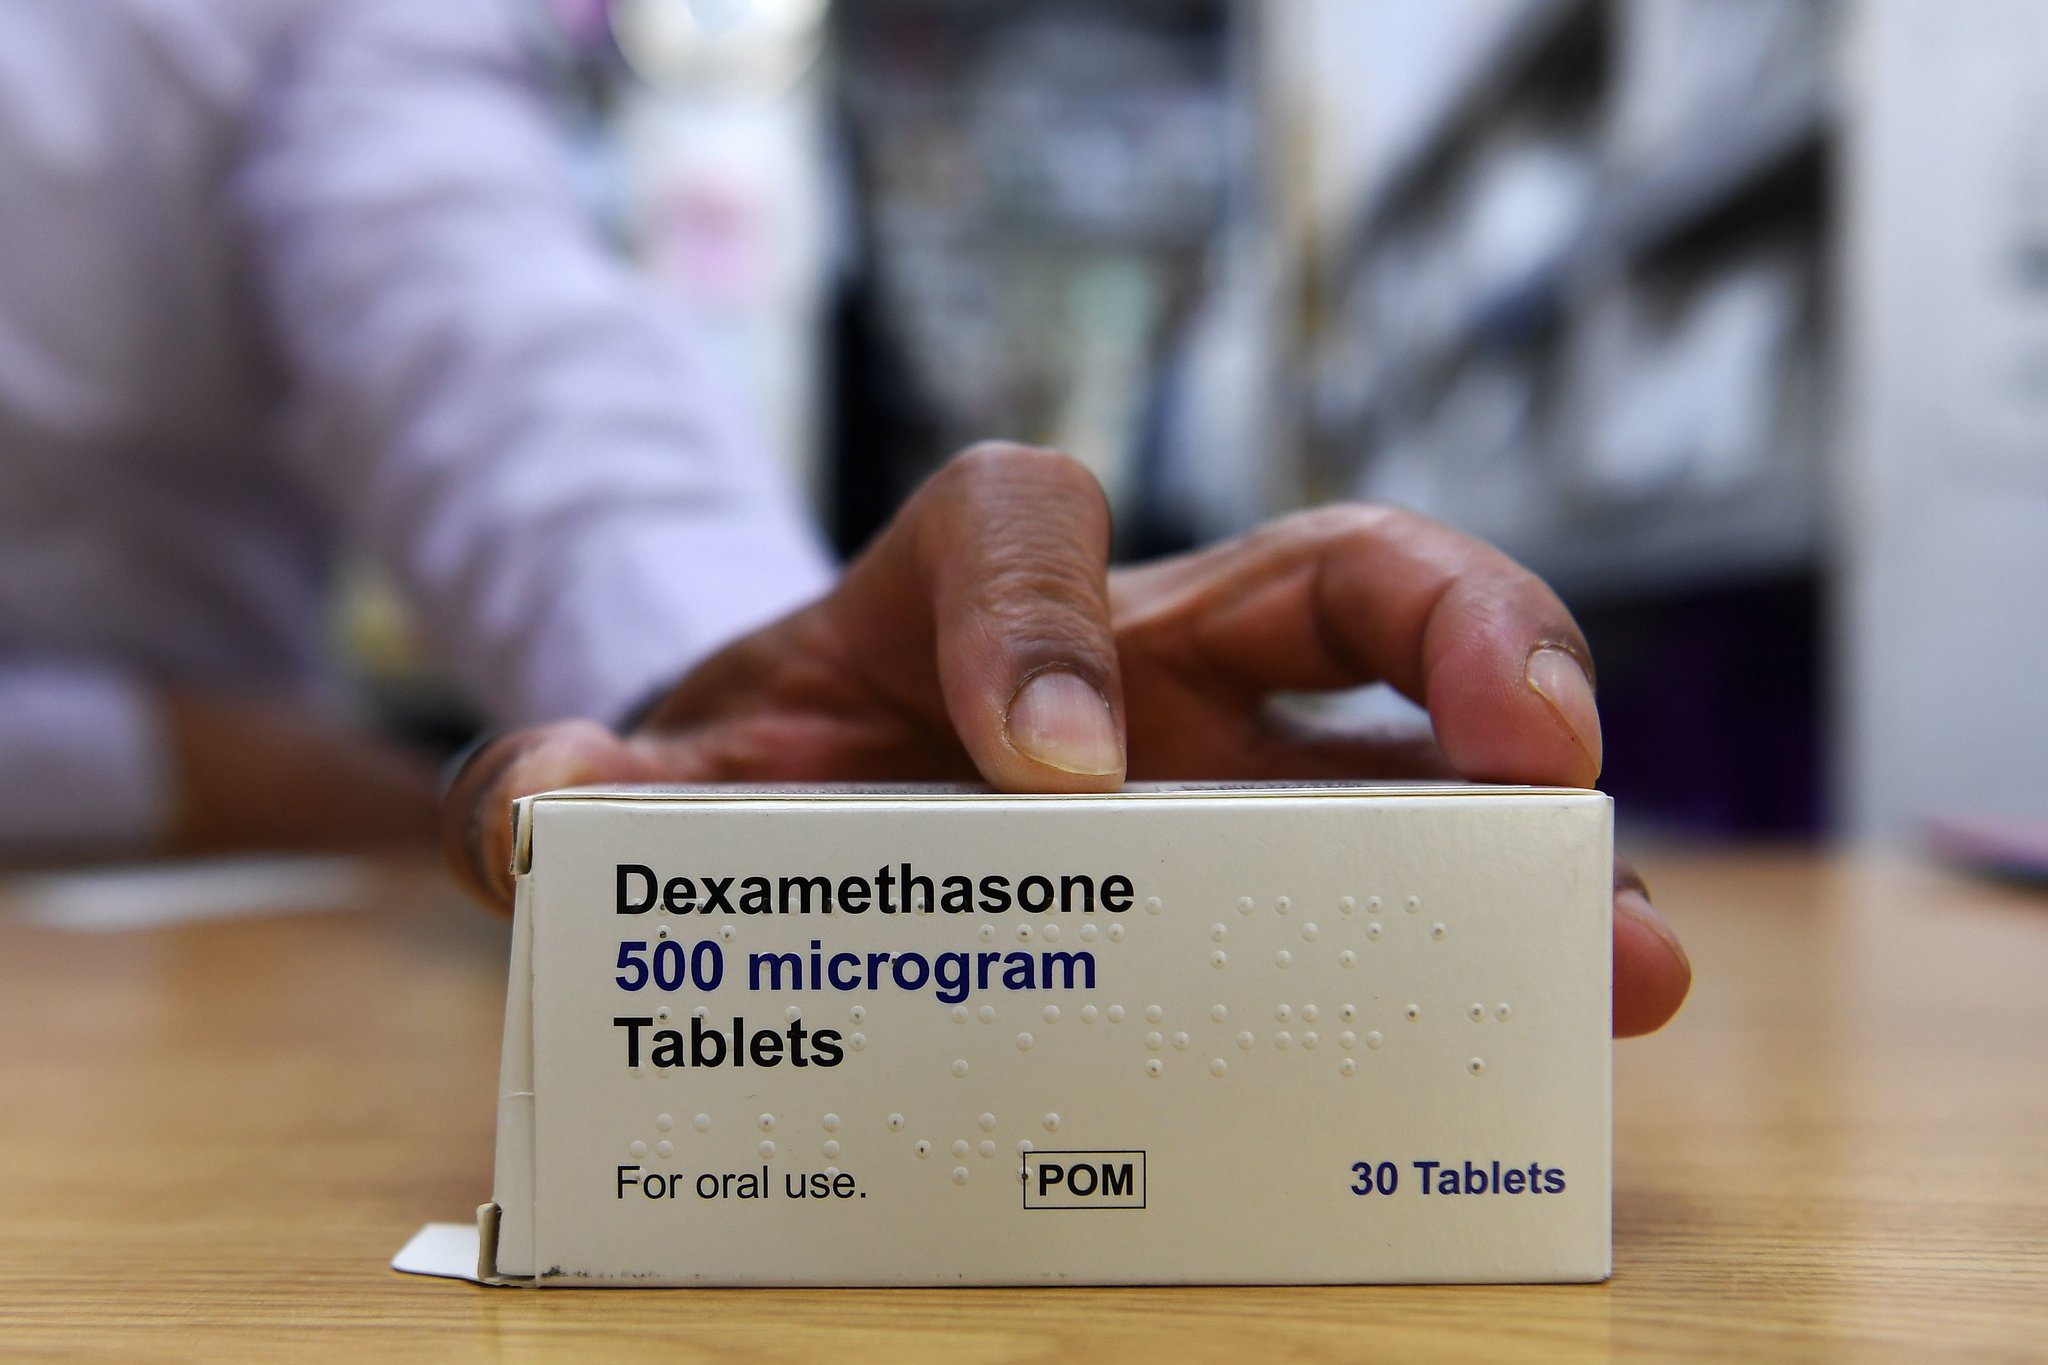 Dexamethasone
500 microgram
Tablets
For oral use.
POM
30 Tablets